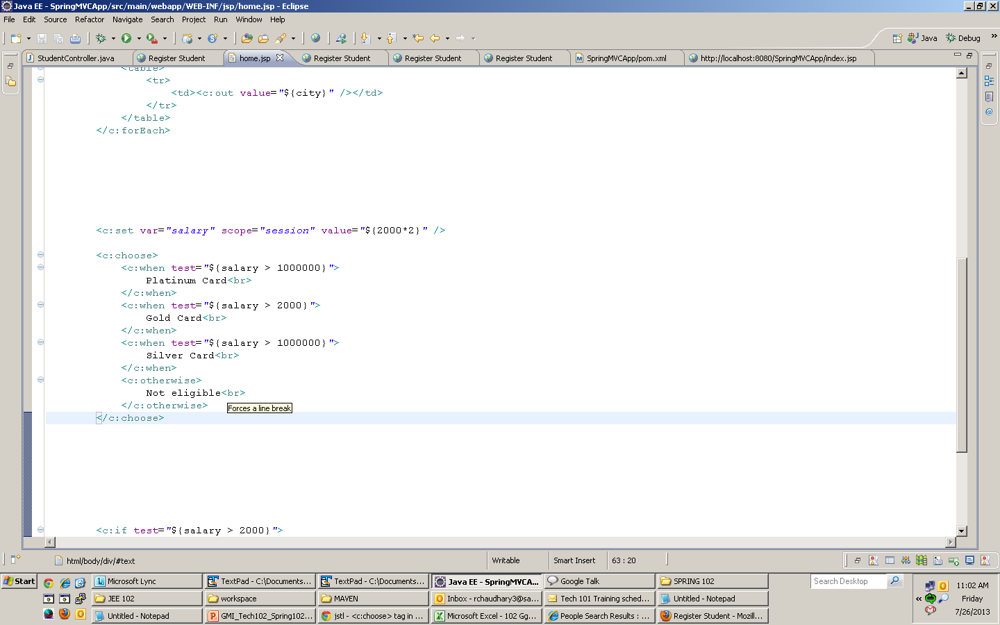 Java EE - SpringMVCApp/src/main/webapp/WEB-INF/jsp/home.jsp - Eclipse
File Edit Source Refactor Navigate Search Project Run Window Help
Java Debug »
StudentController.java Register Student home.jsp Register Student Register Student Register Student SpringMVCApp/pom.xml http://localhost:8080/SpringMVCApp/index.jsp
<table>
<tr>
<td><c:out value="${city}" /></td>
</tr>
</table>
</c:forEach>
<c:set var="salary" scope="session" value="${2000*2}" />
<c:choose>
<c:when test="${salary > 1000000}">
Platinum Card<br>
</c:when>
<c:when test="${salary > 2000}">
Gold Card<br>
</c:when>
<c:when test="${salary > 1000000}">
Silver Card<br>
</c:when>
<c:otherwise>
Not eligible<br>
</c:otherwise>
Forces a line break
</c:choose>
<c:if test="${salary > 2000}">
html/body/div/#text Writable Smart Insert 63 : 20
Start Microsoft Lync TextPad - C:\Documents... TextPad - C:\Documents... Java EE - SpringMVCA... Google Talk SPRING 102 Search Desktop 11:02 AM
JEE 102 workspace MAVEN Inbox - rchaudhary3@sa... Tech 101 Training sched... Untitled - Notepad « Friday
Untitled - Notepad GMI_Tech102_Spring102... jstl - <c:choose> tag in ... Microsoft Excel - 102 Gg... People Search Results : ... Register Student - Mozill... 7/26/2013